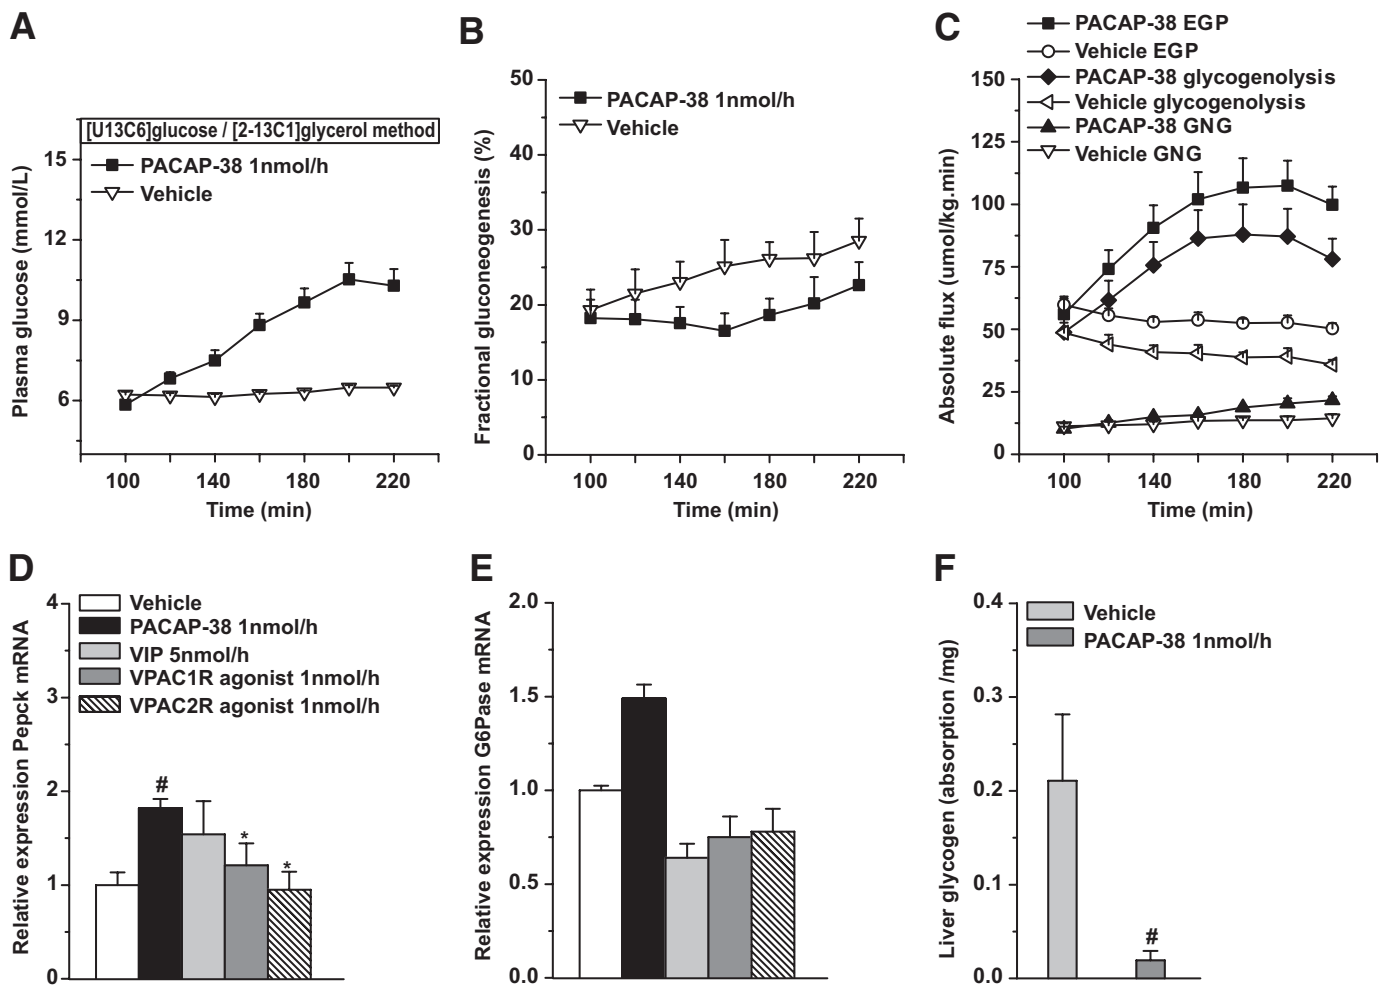 A
[U13C6]glucose / [2-13C1]glycerol method
PACAP-38 1nmol/h
Vehicle
Plasma glucose (mmol/L)
15
12
9
6
100 140 180 220
Time (min)
B
PACAP-38 1nmol/h
Vehicle
Fractional gluconeogenesis (%)
50
40
30
20
10
0
100 140 180 220
Time (min)
C
PACAP-38 EGP
Vehicle EGP
PACAP-38 glycogenolysis
Vehicle glycogenolysis
PACAP-38 GNG
Vehicle GNG
Absolute flux (umol/kg.min)
150
125
100
75
50
25
0
100 140 180 220
Time (min)
D
Vehicle
PACAP-38 1nmol/h
VIP 5nmol/h
VPAC1R agonist 1nmol/h
VPAC2R agonist 1nmol/h
Relative expression Pepck mRNA
4
3
2
1
0
#
*
*
E
Relative expression G6Pase mRNA
2.0
1.5
1.0
0.5
0.0
F
Vehicle
PACAP-38 1nmol/h
Liver glycogen (absorption /mg)
0.4
0.3
0.2
0.1
0.0
#